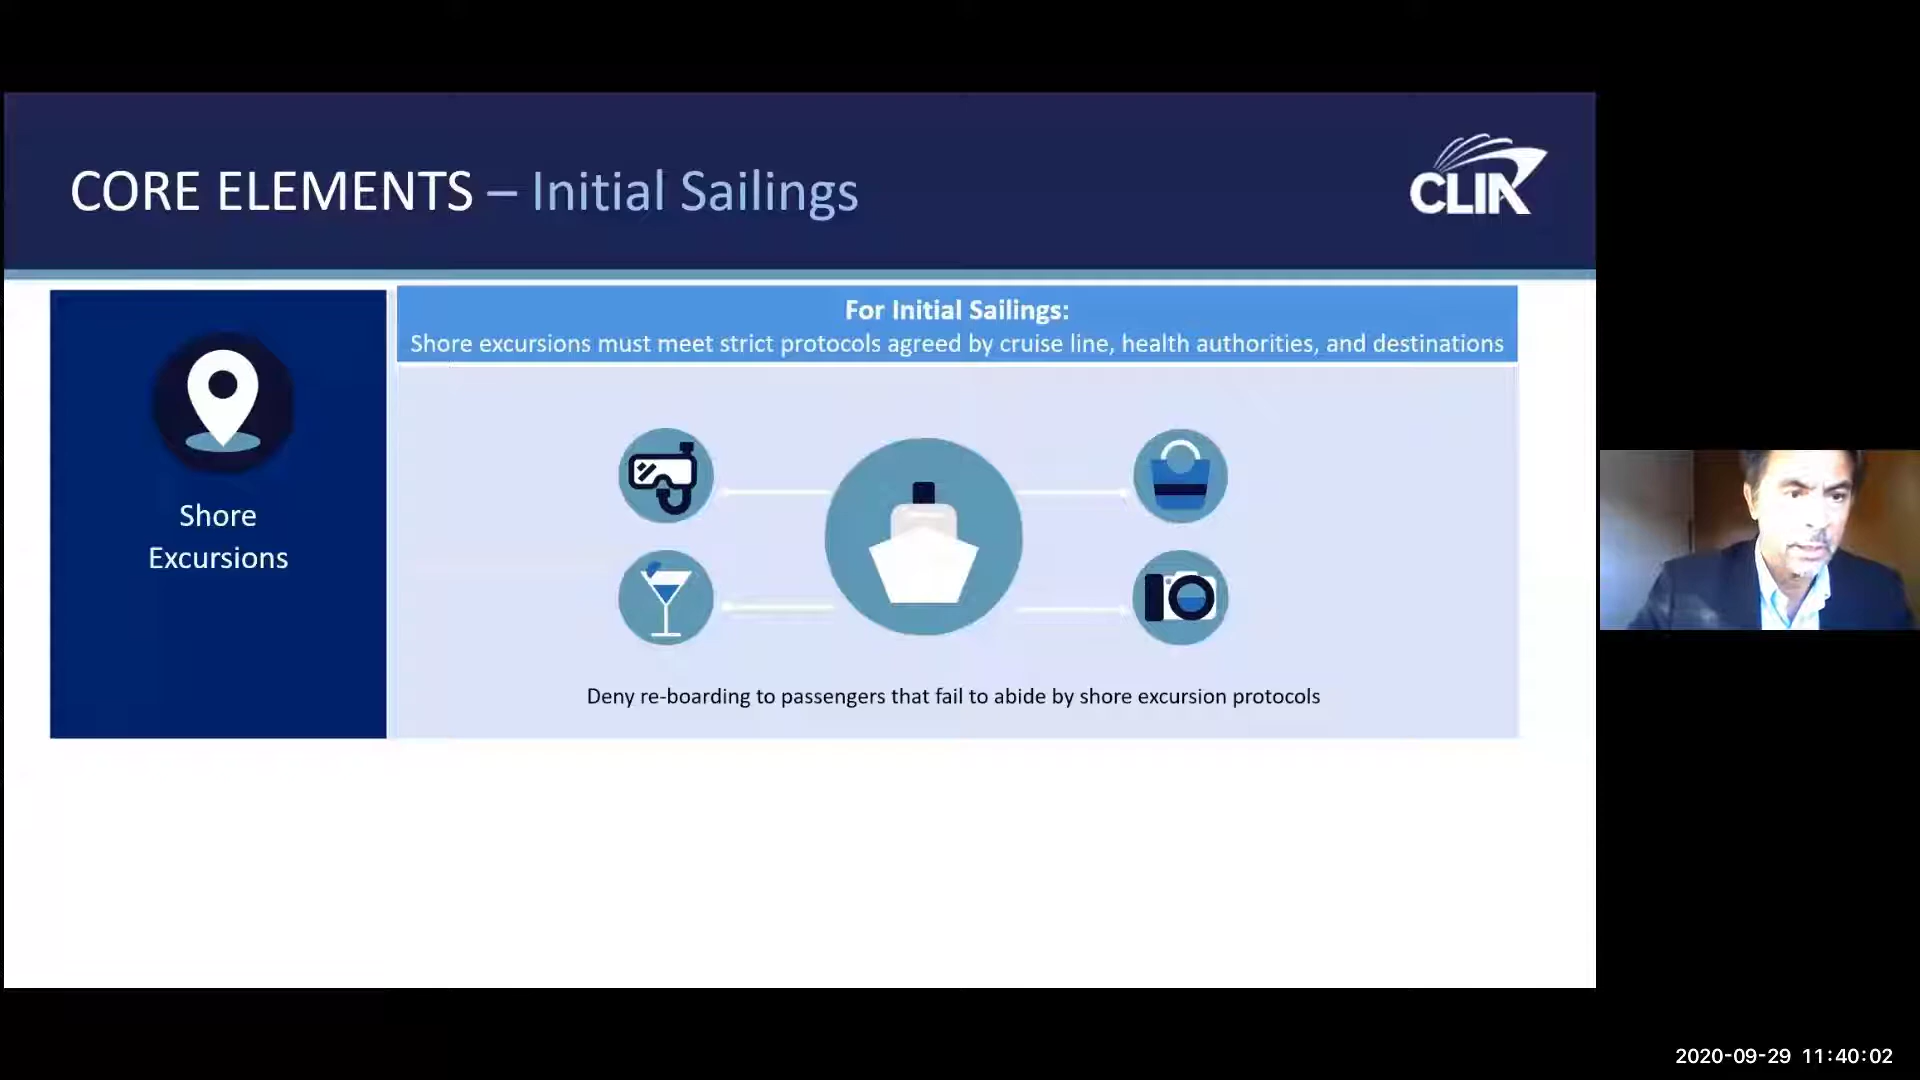 CORE ELEMENTS – Initial Sailings
CLIA
For Initial Sailings:
Shore excursions must meet strict protocols agreed by cruise line, health authorities, and destinations
Shore
Excursions
Deny re-boarding to passengers that fail to abide by shore excursion protocols
2020-09-29 11:40:02